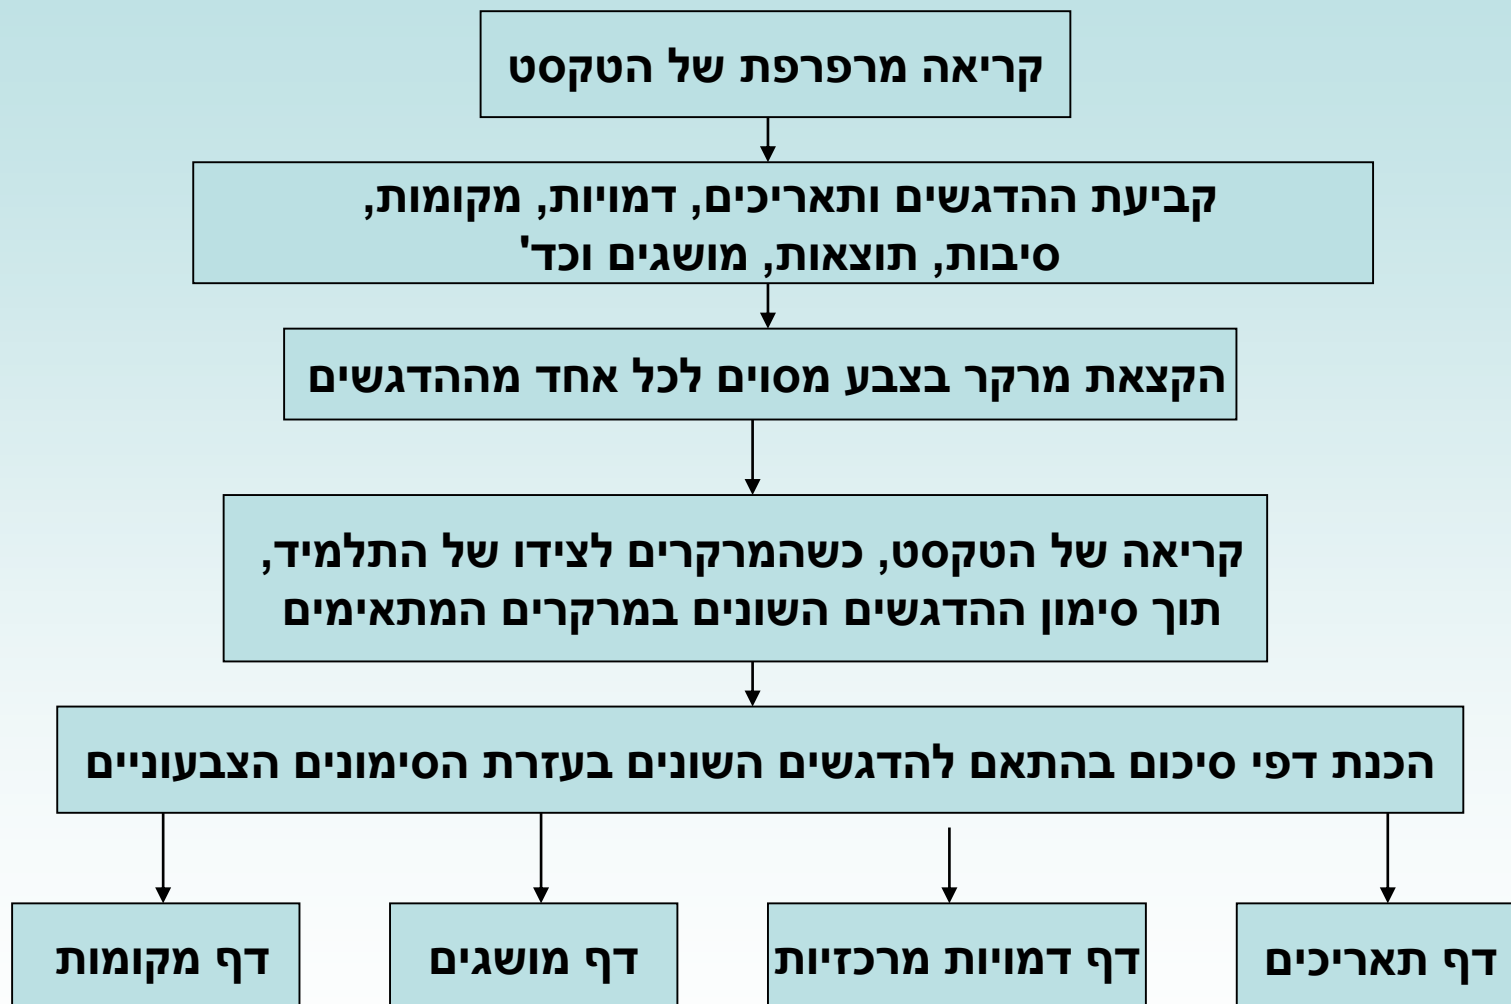 קריאה מרפרפת של הטקסט
קביעת ההדגשים ותאריכים, דמויות, מקומות,
סיבות, תוצאות, מושגים וכד'
הקצאת מרקר בצבע מסוים לכל אחד מההדגשים
קריאה של הטקסט, כשהמרקרים לצידו של התלמיד,
תוך סימון ההדגשים השונים במרקרים המתאימים
הכנת דפי סיכום בהתאם להדגשים השונים בעזרת הסימונים הצבעוניים
דף תאריכים
דף דמויות מרכזיות
דף מושגים
דף מקומות